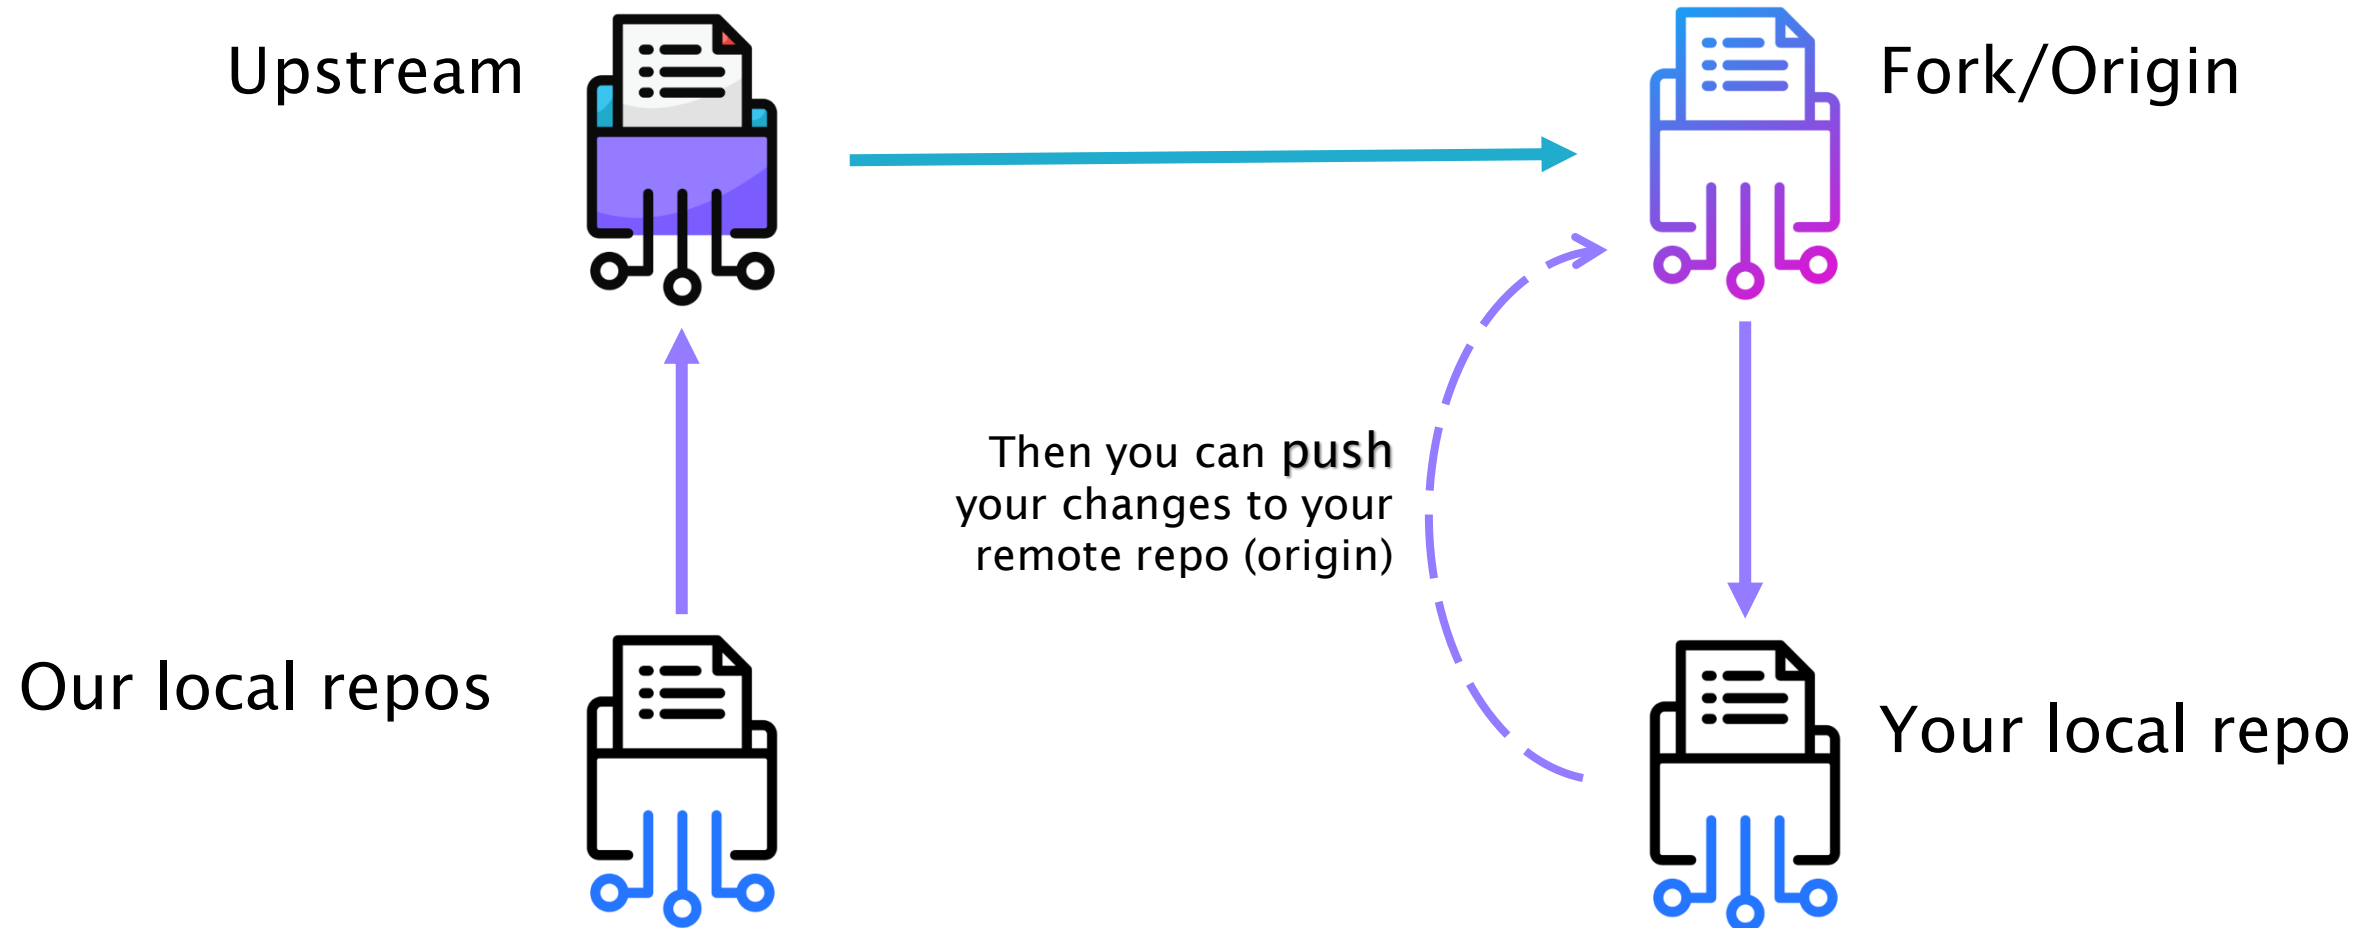 Upstream
Fork/Origin
Then you can push
your changes to your
remote repo (origin)
Our local repos
Your local repo